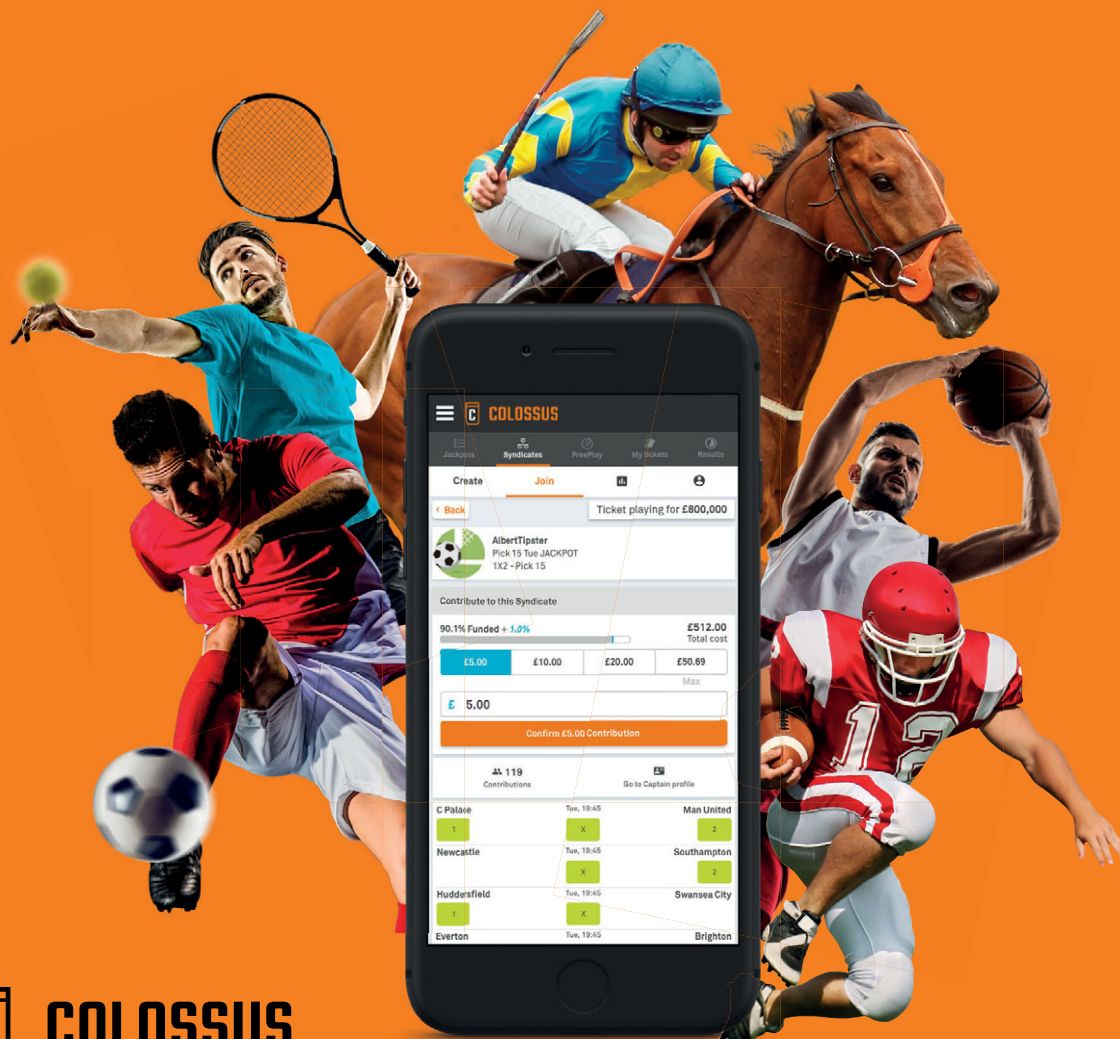 C COLOSSUS
Jackpots Syndicates FreePlay My tickets Results
Create Join
< Back Ticket playing for £800,000
AlbertTipster
Pick 15 Tue JACKPOT
1X2 - Pick 15
Contribute to this Syndicate
90.1% Funded + 1.0% £512.00
Total cost
£5.00 £10.00 £20.00 £50.69
Max
£ 5.00
Confirm £5.00 Contribution
119
Contributions Go to Captain profile
C Palace Tue, 19:45 Man United
1 X 2
Newcastle Tue, 19:45 Southampton
X 2
Huddersfield Tue, 19:45 Swansea City
1 X
Everton Tue, 19:45 Brighton
12
COLOSSUS